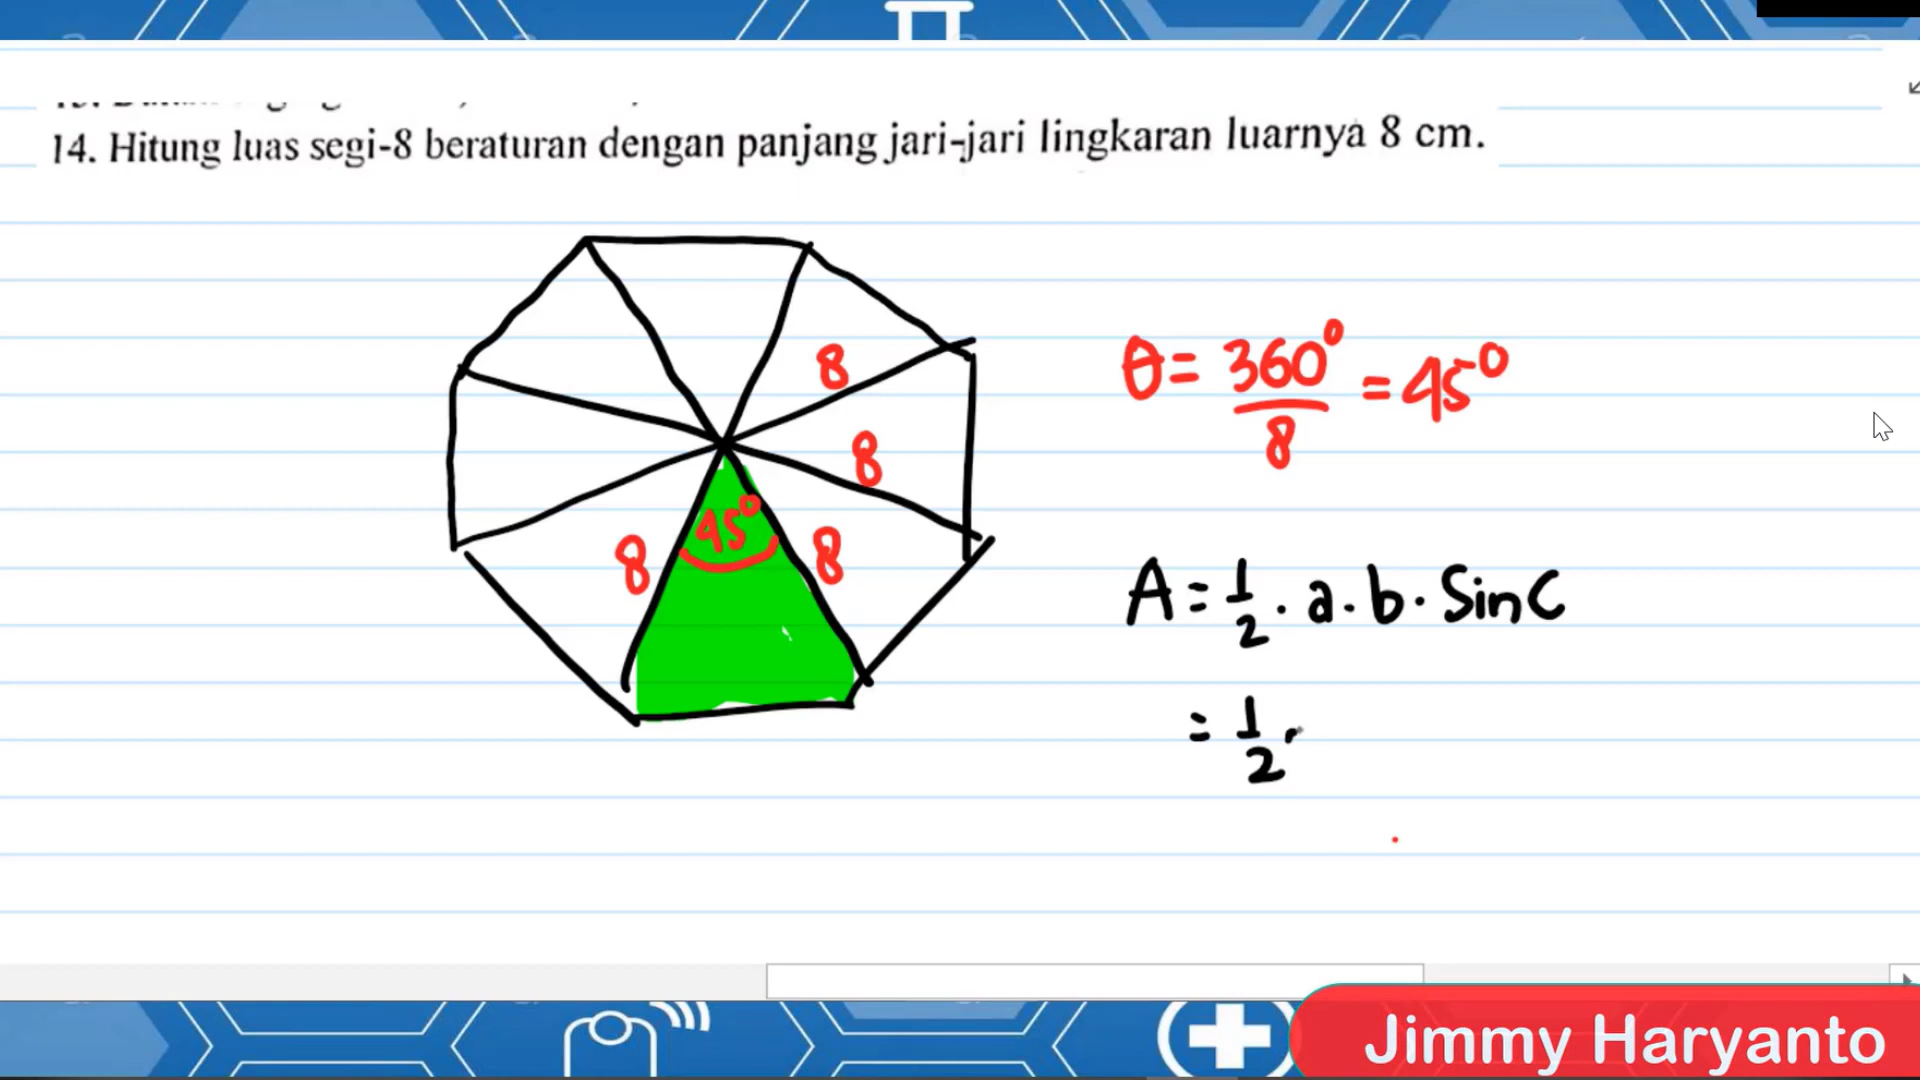 14. Hitung luas segi-8 beraturan dengan panjang jari-jari lingkaran luarnya 8 cm.
8
8
45°
8
8
θ = 360° / 8 = 45°
A = 1/2 . a . b . Sin C
= 1/2 .
Jimmy Haryanto